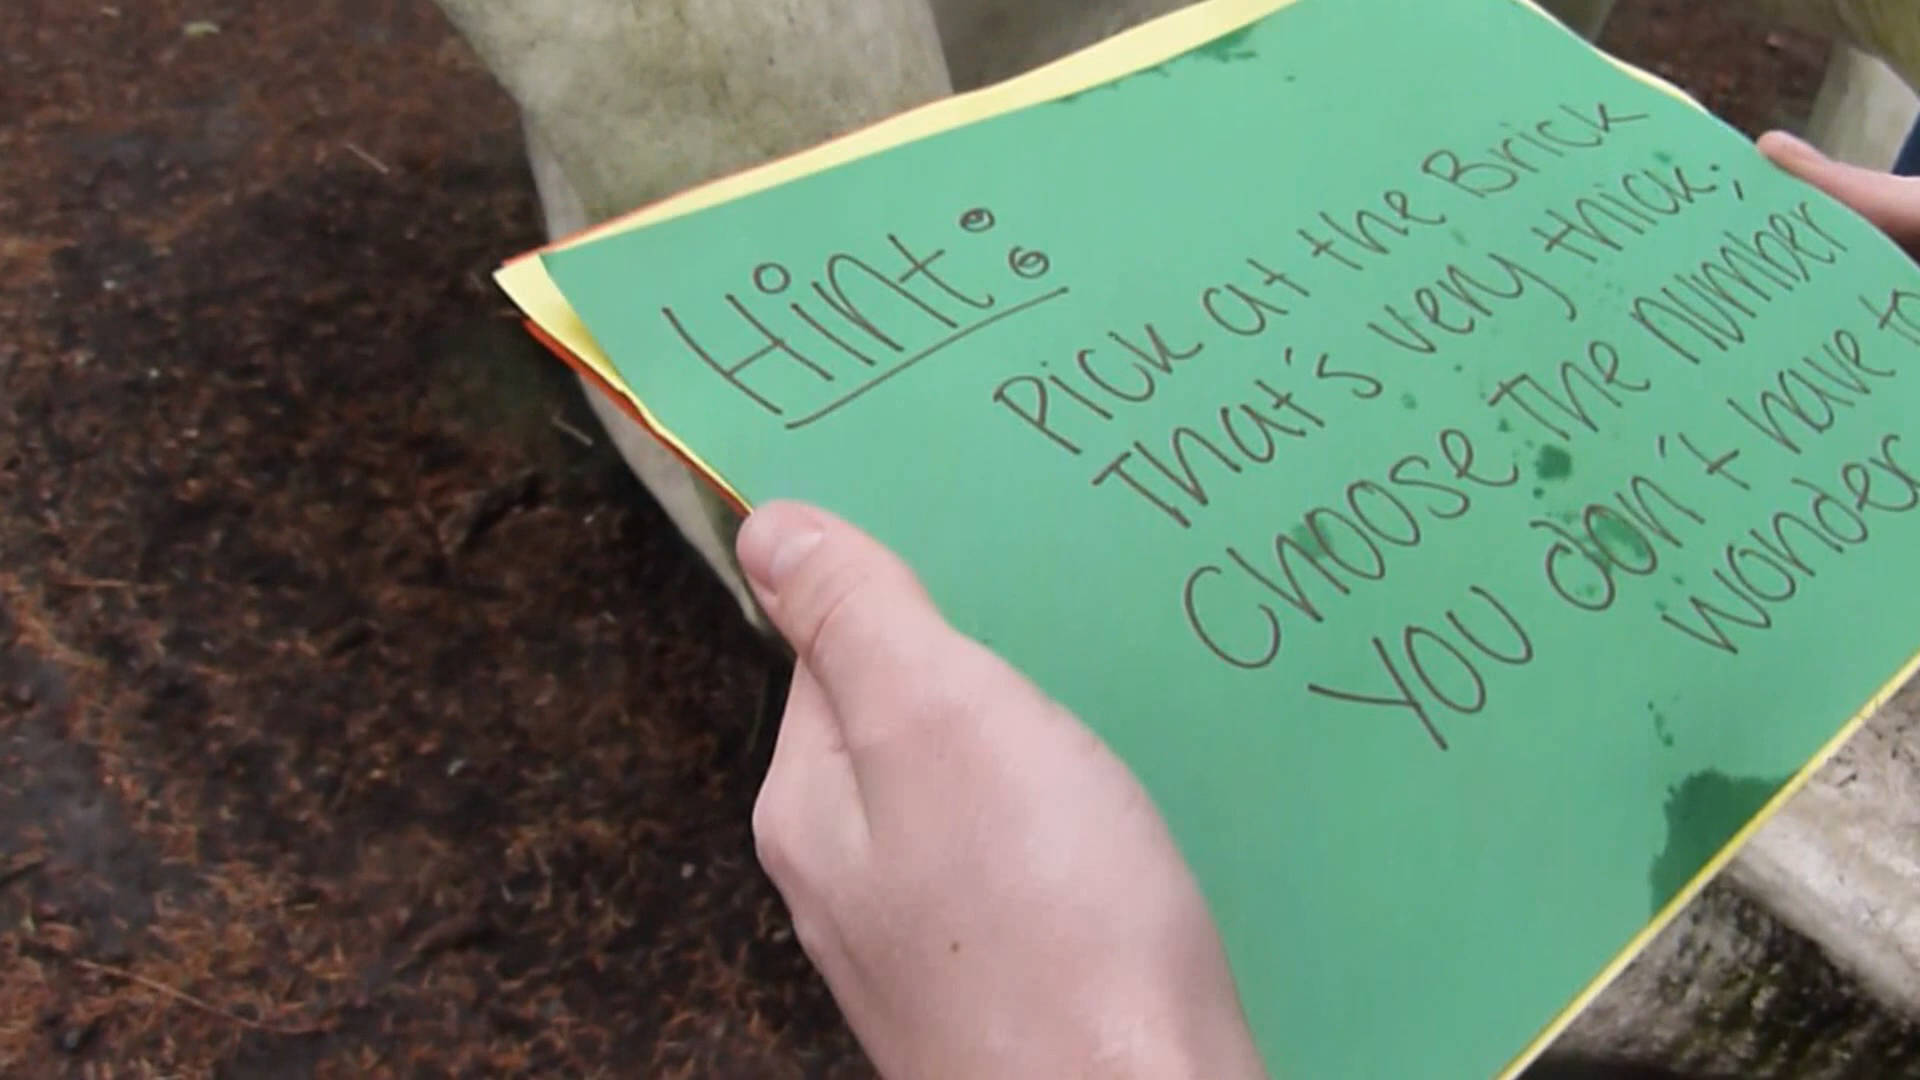 Hint:
Pick at the Brick
That's very thick;
Choose the number
You don't have to
wonder